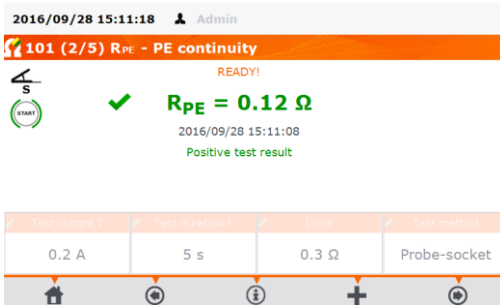 2016/09/28 15:11:18 Admin
101 (2/5) RPE - PE continuity
READY!
S
START
RPE = 0.12 Ω
2016/09/28 15:11:08
Positive test result
Test current I Test duration t Limit Test method
0.2 A 5 s 0.3 Ω Probe-socket